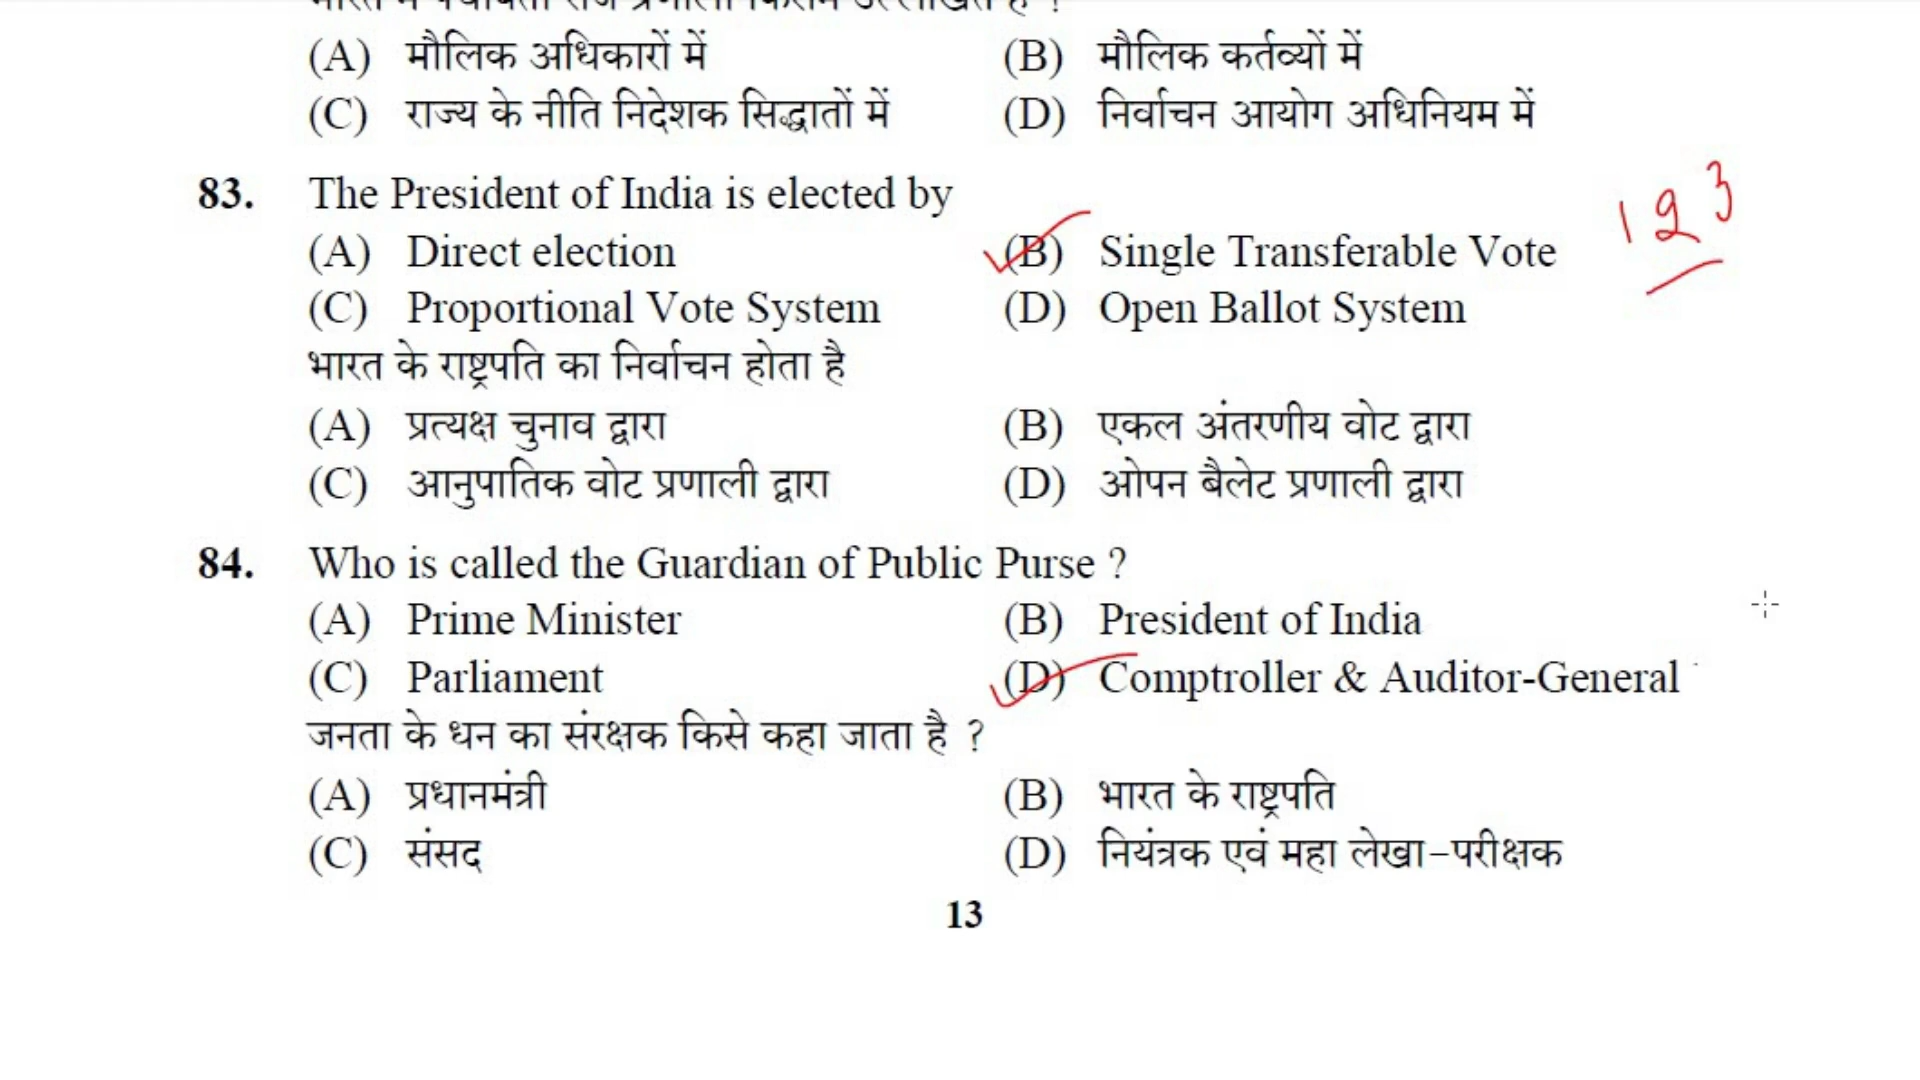 (A) मौलिक अधिकारों में (B) मौलिक कर्तव्यों में
(C) राज्य के नीति निदेशक सिद्धातों में (D) निर्वाचन आयोग अधिनियम में
83. The President of India is elected by
(A) Direct election (B) Single Transferable Vote
(C) Proportional Vote System (D) Open Ballot System
1 2 3
भारत के राष्ट्रपति का निर्वाचन होता है
(A) प्रत्यक्ष चुनाव द्वारा (B) एकल अंतरणीय वोट द्वारा
(C) आनुपातिक वोट प्रणाली द्वारा (D) ओपन बैलेट प्रणाली द्वारा
84. Who is called the Guardian of Public Purse ?
(A) Prime Minister (B) President of India
(C) Parliament (D) Comptroller & Auditor-General
जनता के धन का संरक्षक किसे कहा जाता है ?
(A) प्रधानमंत्री (B) भारत के राष्ट्रपति
(C) संसद (D) नियंत्रक एवं महा लेखा-परीक्षक
13